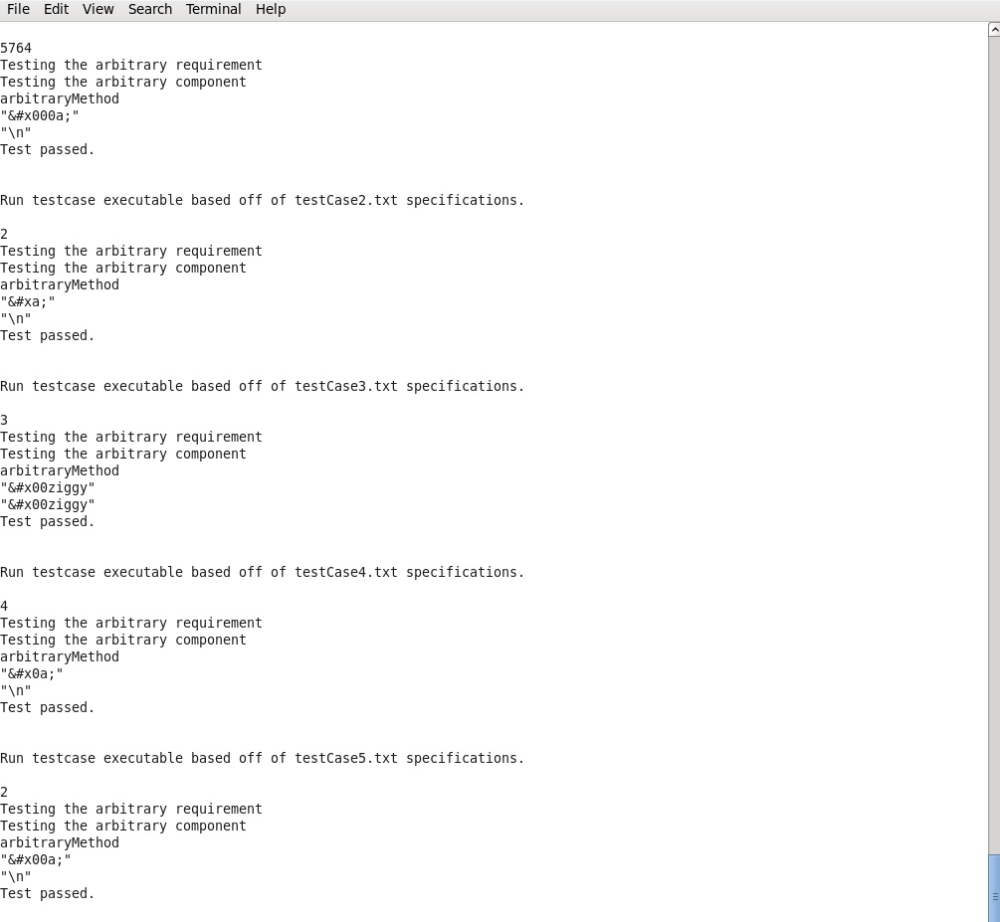 File Edit View Search Terminal Help
5764
Testing the arbitrary requirement
Testing the arbitrary component
arbitraryMethod
"&#x000a;"
"\n"
Test passed.
Run testcase executable based off of testCase2.txt specifications.
2
Testing the arbitrary requirement
Testing the arbitrary component
arbitraryMethod
"&#xa;"
"\n"
Test passed.
Run testcase executable based off of testCase3.txt specifications.
3
Testing the arbitrary requirement
Testing the arbitrary component
arbitraryMethod
"&#x00ziggy"
"&#x00ziggy"
Test passed.
Run testcase executable based off of testCase4.txt specifications.
4
Testing the arbitrary requirement
Testing the arbitrary component
arbitraryMethod
"&#x0a;"
"\n"
Test passed.
Run testcase executable based off of testCase5.txt specifications.
2
Testing the arbitrary requirement
Testing the arbitrary component
arbitraryMethod
"&#x00a;"
"\n"
Test passed.